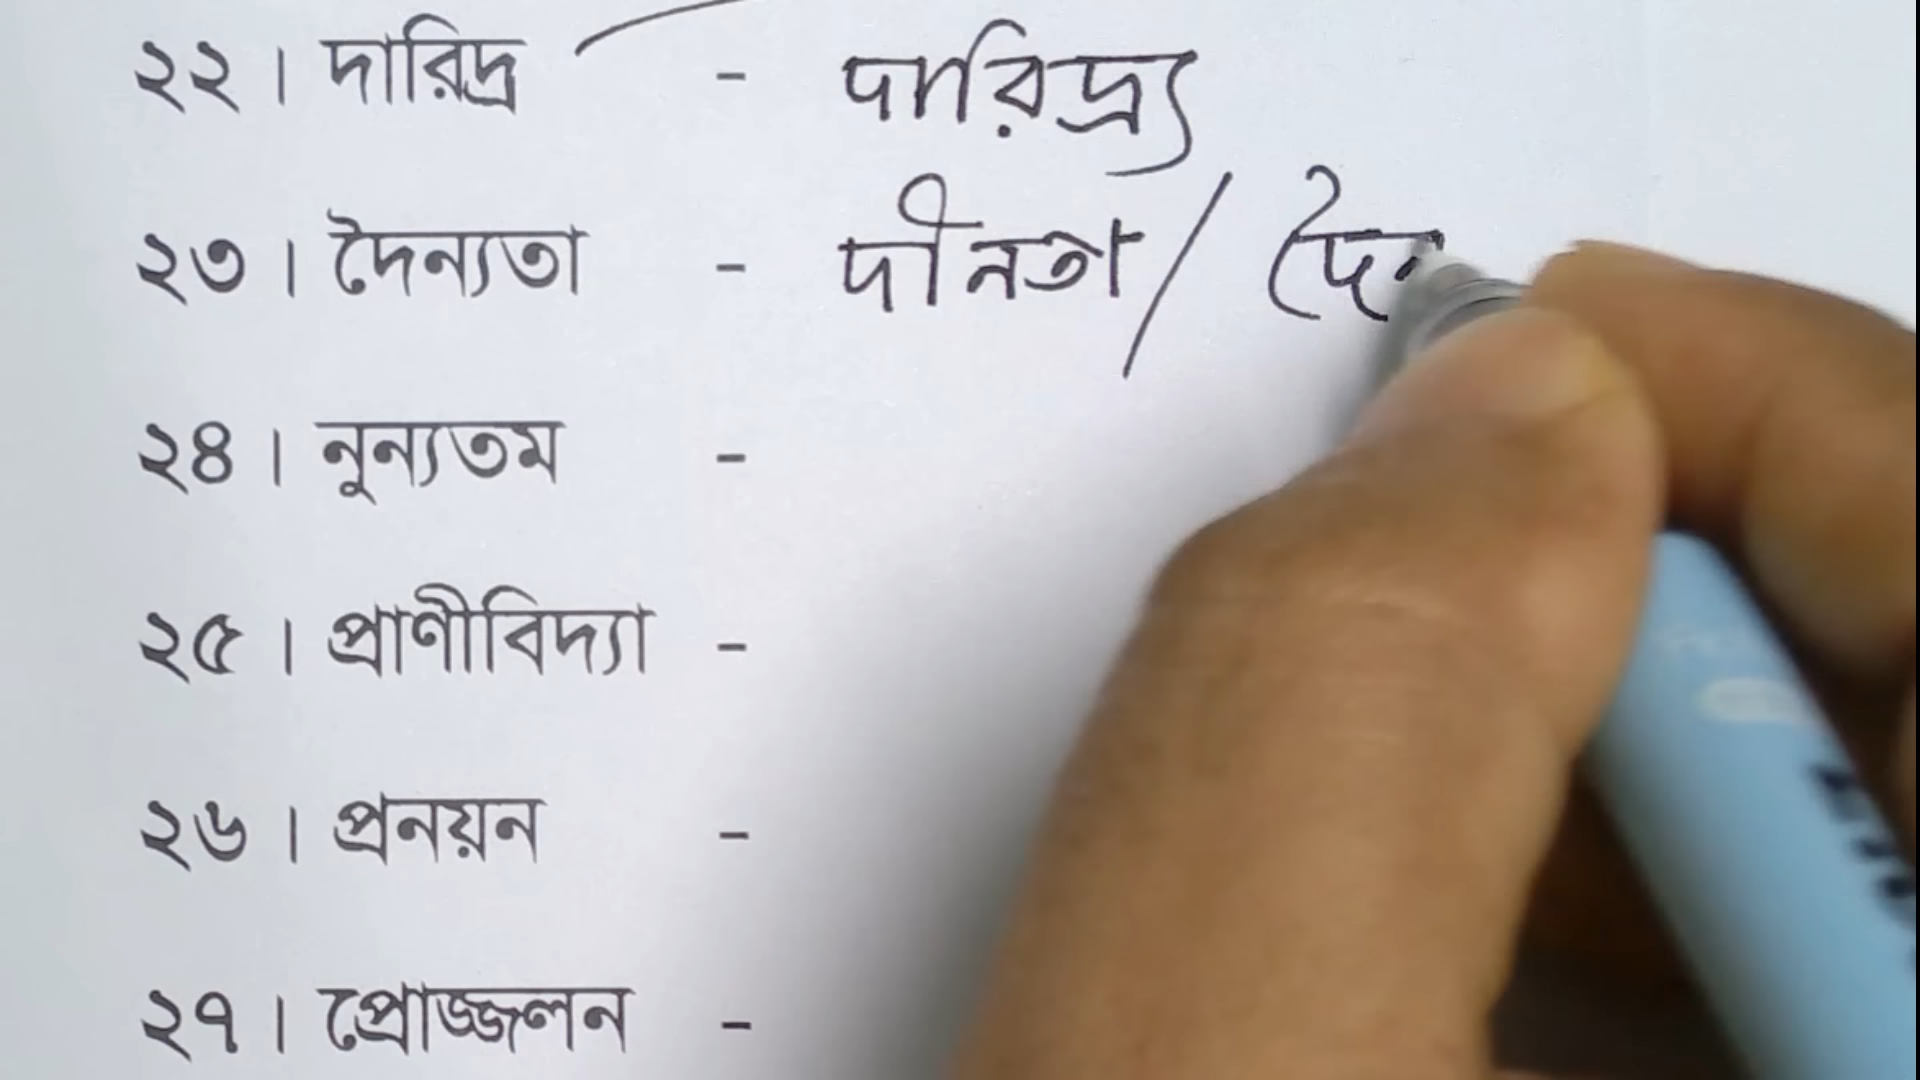 ২২। দারিদ্র - দারিদ্র্য
২৩। দৈন্যতা - দীনতা/
২৪। নুন্যতম -
২৫। প্রাণীবিদ্যা -
২৬। প্রনয়ন -
২৭। প্রোজ্জলন -